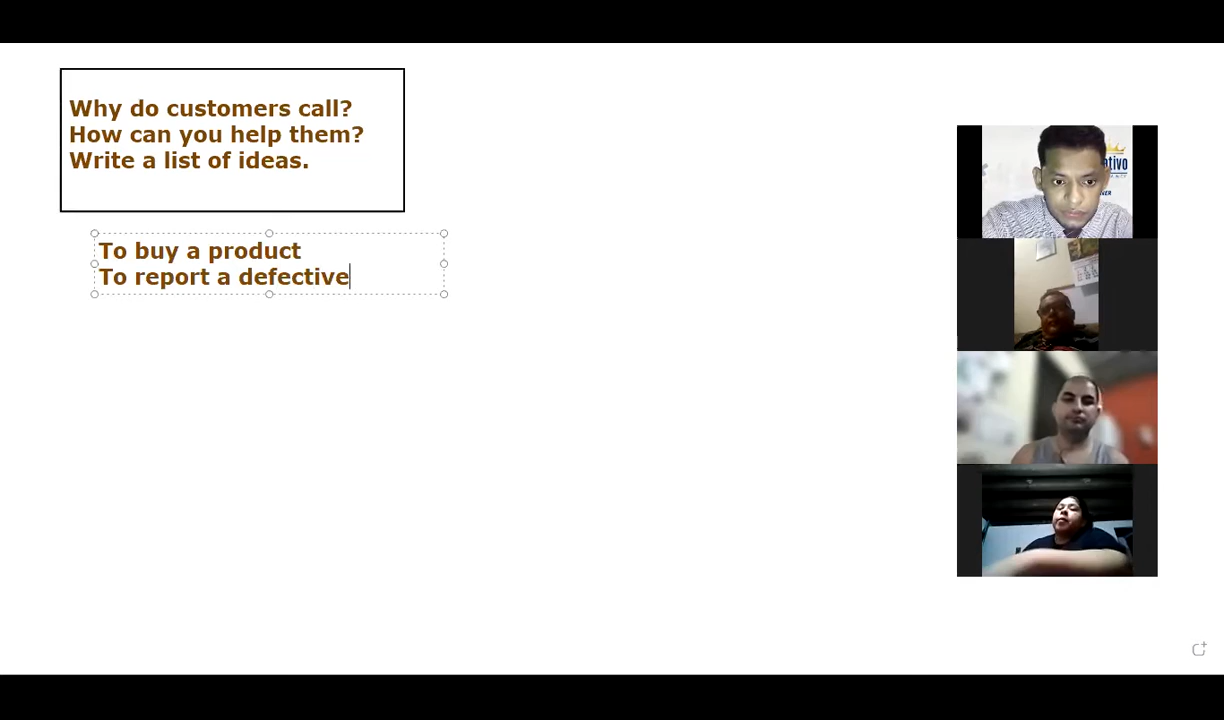 Why do customers call?
How can you help them?
Write a list of ideas.
To buy a product
To report a defective